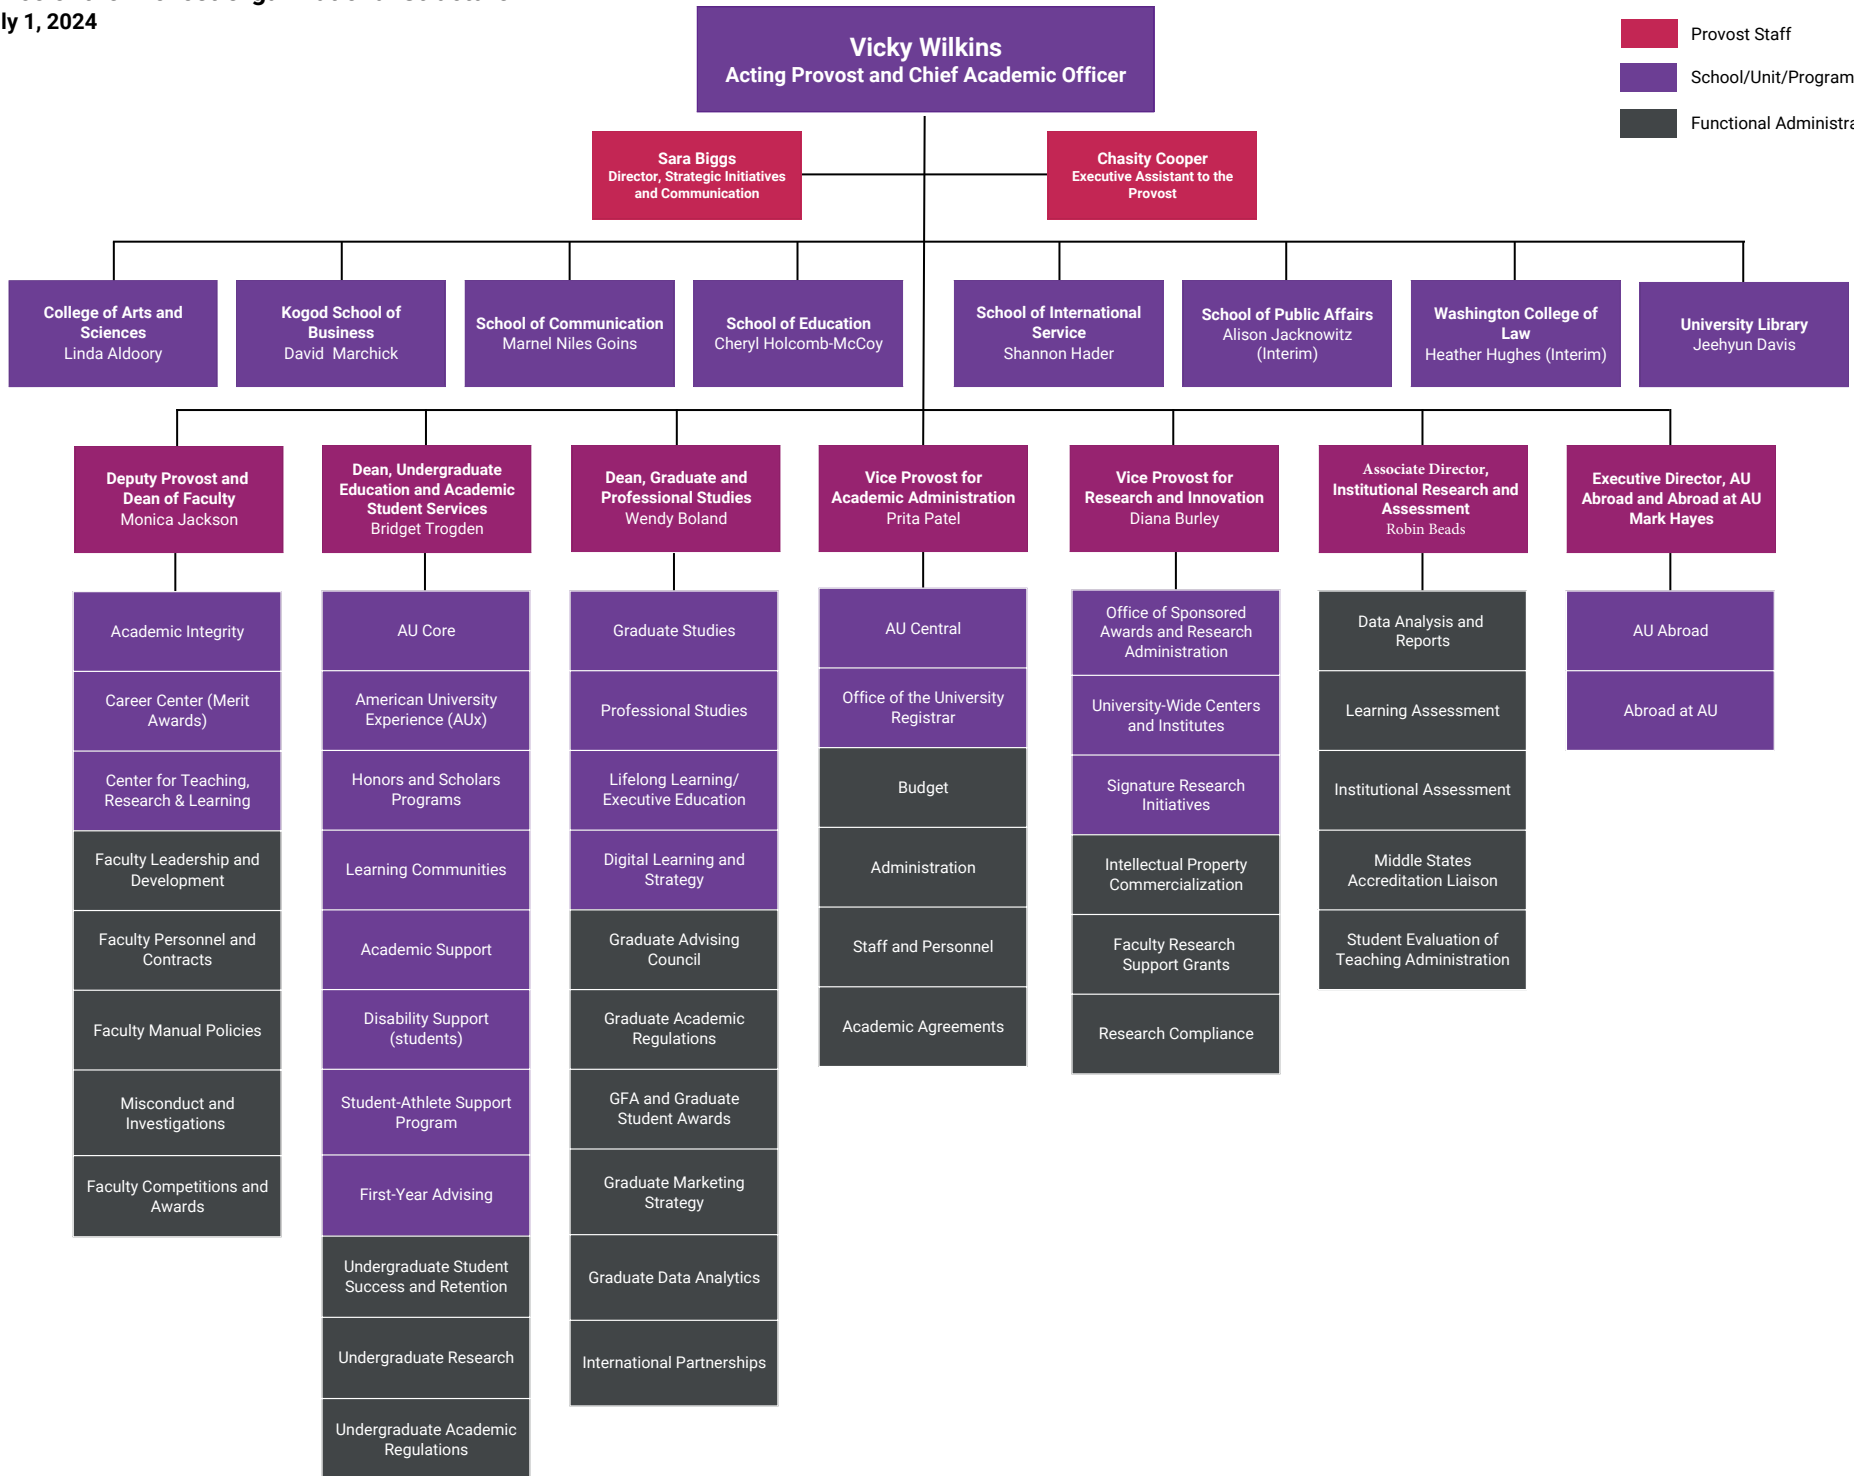 ly 1, 2024
Vicky Wilkins
Acting Provost and Chief Academic Officer
Provost Staff
School/Unit/Program
Functional
Sara Biggs
Director, Strategic Initiatives
and Communication
Chasity Cooper
Executive Assistant to the
Provost
College of Arts and
Sciences
Linda Aldoory
Kogod School of
Business
David Marchick
School of Communication
Marnel Niles Goins
School of Education
Cheryl Holcomb-McCoy
School of International
Service
Shannon Hader
School of Public Affairs
Alison Jacknowitz
(Interim)
Washington College of
Law
Heather Hughes (Interim)
University Library
Jeehyun Davis
Deputy Provost and
Dean of Faculty
Monica Jackson
Dean, Undergraduate
Education and Academic
Student Services
Bridget Trogden
Dean, Graduate and
Professional Studies
Wendy Boland
Vice Provost for
Academic Administration
Prita Patel
Vice Provost for
Research and Innovation
Diana Burley
Associate Director,
Institutional Research and
Assessment
Robin Beads
Executive Director, AU
Abroad and Abroad at AU
Mark Hayes
Academic Integrity
Career Center (Merit
Awards)
Center for Teaching,
Research & Learning
Faculty Leadership and
Development
Faculty Personnel and
Contracts
Faculty Manual Policies
Misconduct and
Investigations
Faculty Competitions and
Awards
AU Core
American University
Experience (AUx)
Honors and Scholars
Programs
Learning Communities
Academic Support
Disability Support
(students)
Student-Athlete Support
Program
First-Year Advising
Undergraduate Student
Success and Retention
Undergraduate Research
Undergraduate Academic
Regulations
Graduate Studies
Professional Studies
Lifelong Learning/
Executive Education
Digital Learning and
Strategy
Graduate Advising
Council
Graduate Academic
Regulations
GFA and Graduate
Student Awards
Graduate Marketing
Strategy
Graduate Data Analytics
International Partnerships
AU Central
Office of the University
Registrar
Budget
Administration
Staff and Personnel
Academic Agreements
Office of Sponsored
Awards and Research
Administration
University-Wide Centers
and Institutes
Signature Research
Initiatives
Intellectual Property
Commercialization
Faculty Research
Support Grants
Research Compliance
Data Analysis and
Reports
Learning Assessment
Institutional Assessment
Middle States
Accreditation Liaison
Student Evaluation of
Teaching Administration
AU Abroad
Abroad at AU